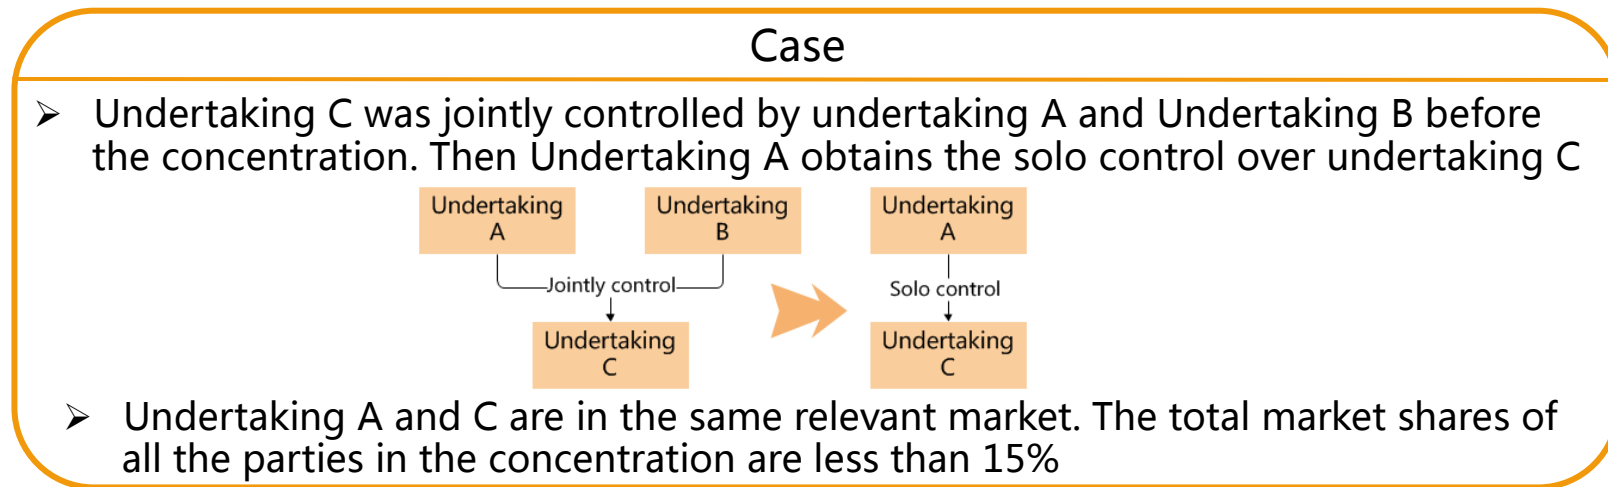 Case
➢ Undertaking C was jointly controlled by undertaking A and Undertaking B before
the concentration. Then Undertaking A obtains the solo control over undertaking C
Undertaking
A
Undertaking
B
Jointly control
Undertaking
C
Undertaking
A
Solo control
Undertaking
C
➢ Undertaking A and C are in the same relevant market. The total market shares of
all the parties in the concentration are less than 15%